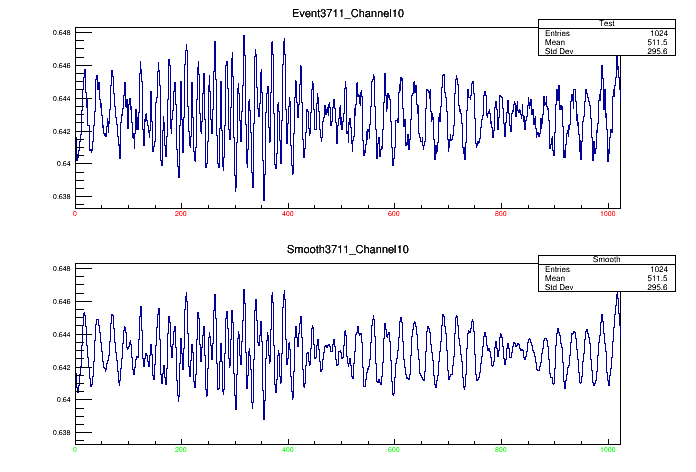 Event3711_Channel10
Test
Entries 1024
Mean 511.5
Std Dev 295.6
0.648
0.646
0.644
0.642
0.64
0.638
0 200 400 600 800 1000
Smooth3711_Channel10
Smooth
Entries 1024
Mean 511.5
Std Dev 295.6
0.648
0.646
0.644
0.642
0.64
0.638
0 200 400 600 800 1000